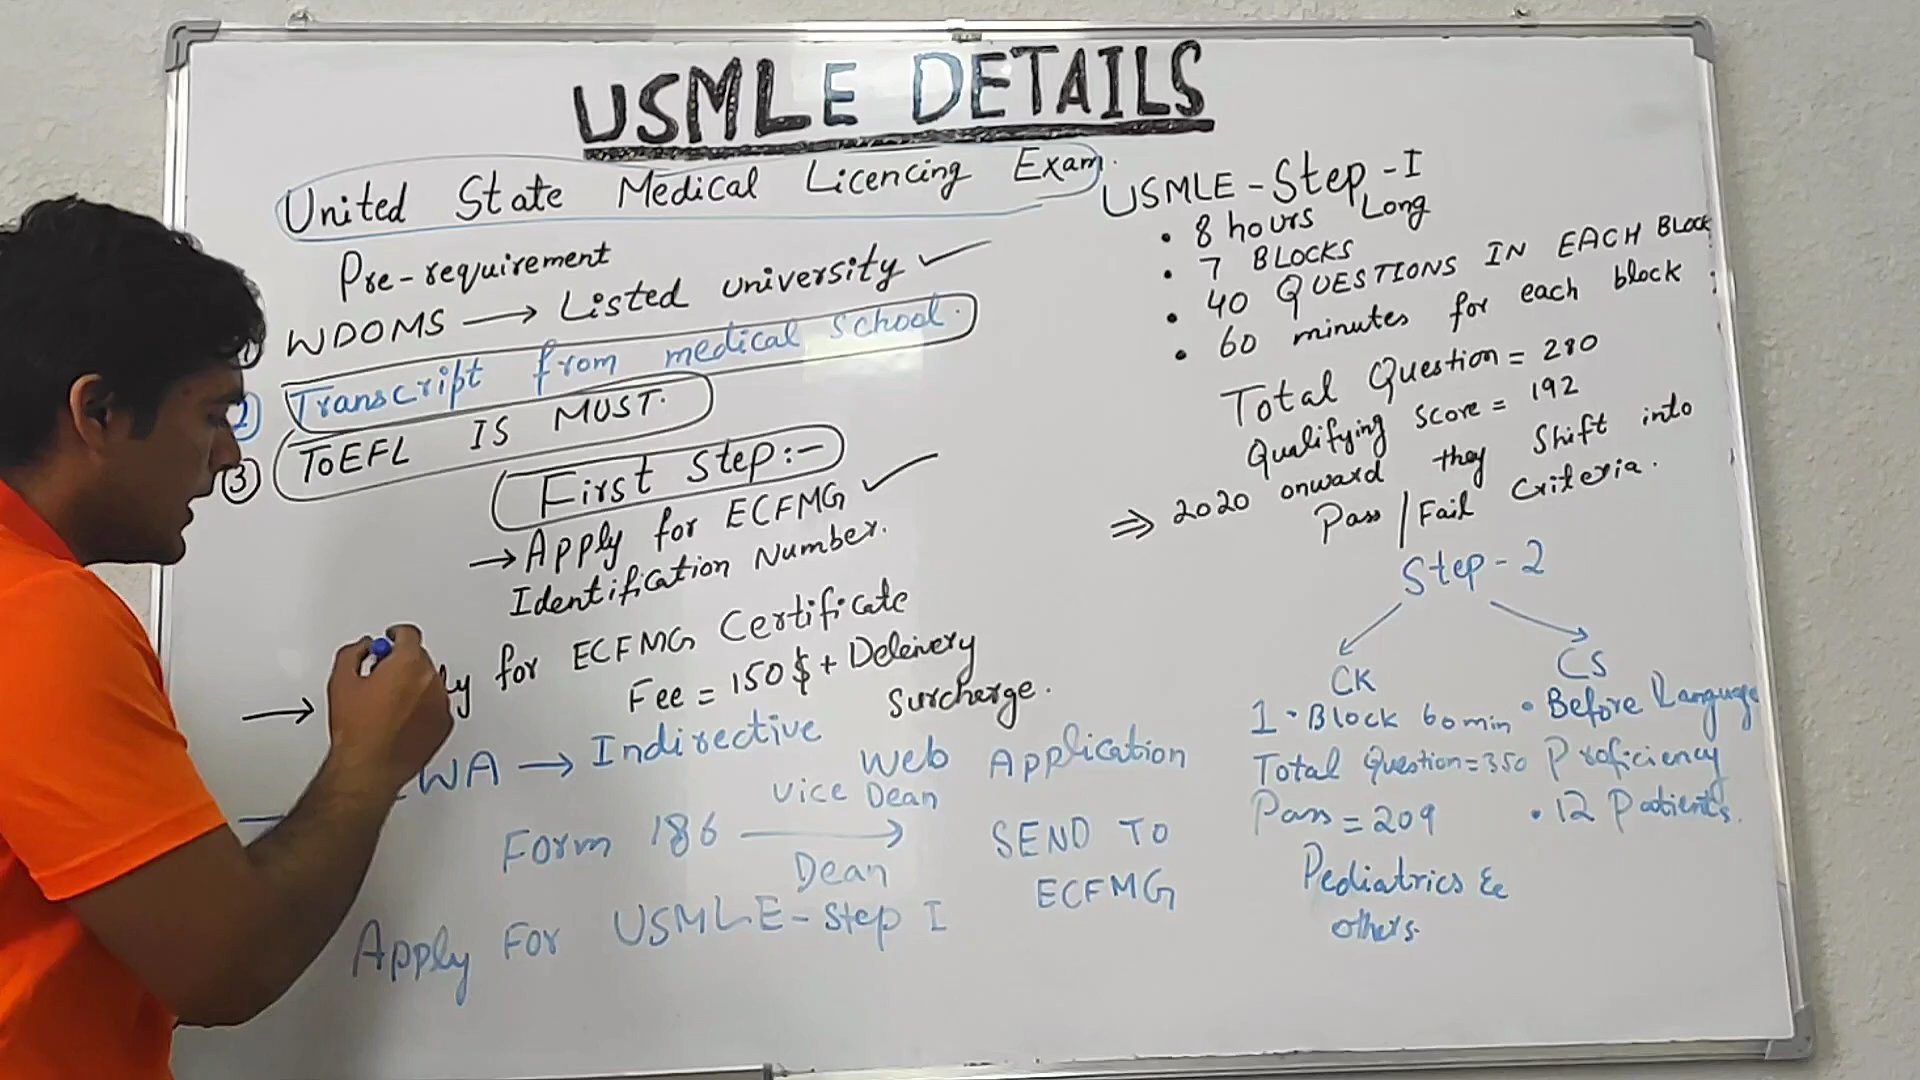 USMLE DETAILS
United State Medical Licencing Exam.
Pre-requirement
WDOMS → Listed university ✓
2) Transcript from medical school.
3 TOEFL IS MUST.
First Step:-
→ Apply for ECFMG ✓
Identification Number.
→ for ECFMG Certificate
Fee = 150$ + Deleivery
Surcharge.
WA → Indirective
Web Application
Vice Dean
Form 186 → SEND TO
Dean
ECFMG
Apply For USMLE-Step I
USMLE-Step-I
• 8 hours Long
• 7 BLOCKS
• 40 QUESTIONS IN EACH BLOCK
• 60 minutes for each block
Total Question = 280
Qualifying Score = 192
⇒ 2020 onward they Shift into
Pass / Fail Criteria.
Step-2
CK
1 • Block 60 min
Total Question=350
Pass = 209
Pediatrics &
others.
CS
• Before Language
Proficiency
• 12 Patients.